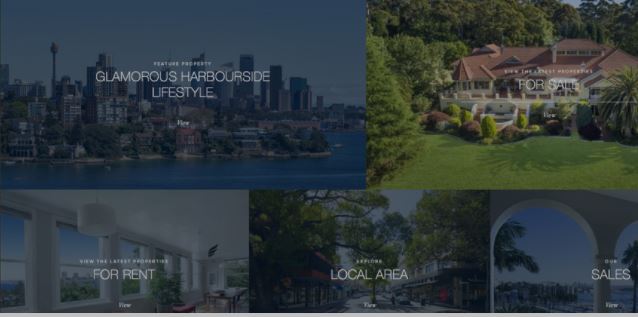 FEATURE PROPERTY
GLAMOROUS HARBOURSIDE
LIFESTYLE
View
VIEW THE LATEST PROPERTIES
FOR SALE
View
VIEW THE LATEST PROPERTIES
FOR RENT
View
EXPLORE
LOCAL AREA
View
OUR
SALES
View